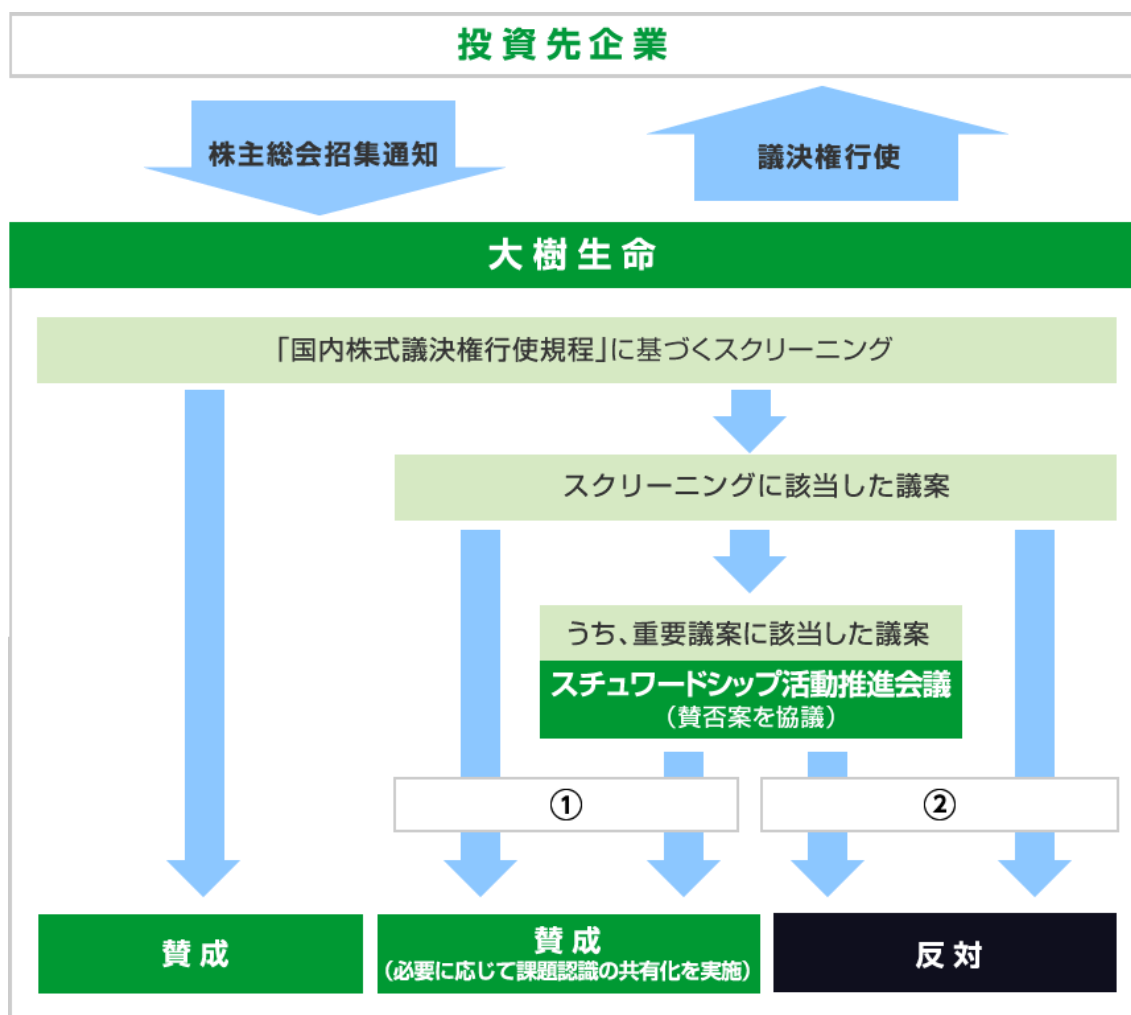 投資先企業
株主総会招集通知
議決権行使
大樹生命
「国内株式議決権行使規程」に基づくスクリーニング
スクリーニングに該当した議案
うち、重要議案に該当した議案
スチュワードシップ活動推進会議
（賛否案を協議）
①
②
賛成
賛成
（必要に応じて課題認識の共有化を実施）
反対